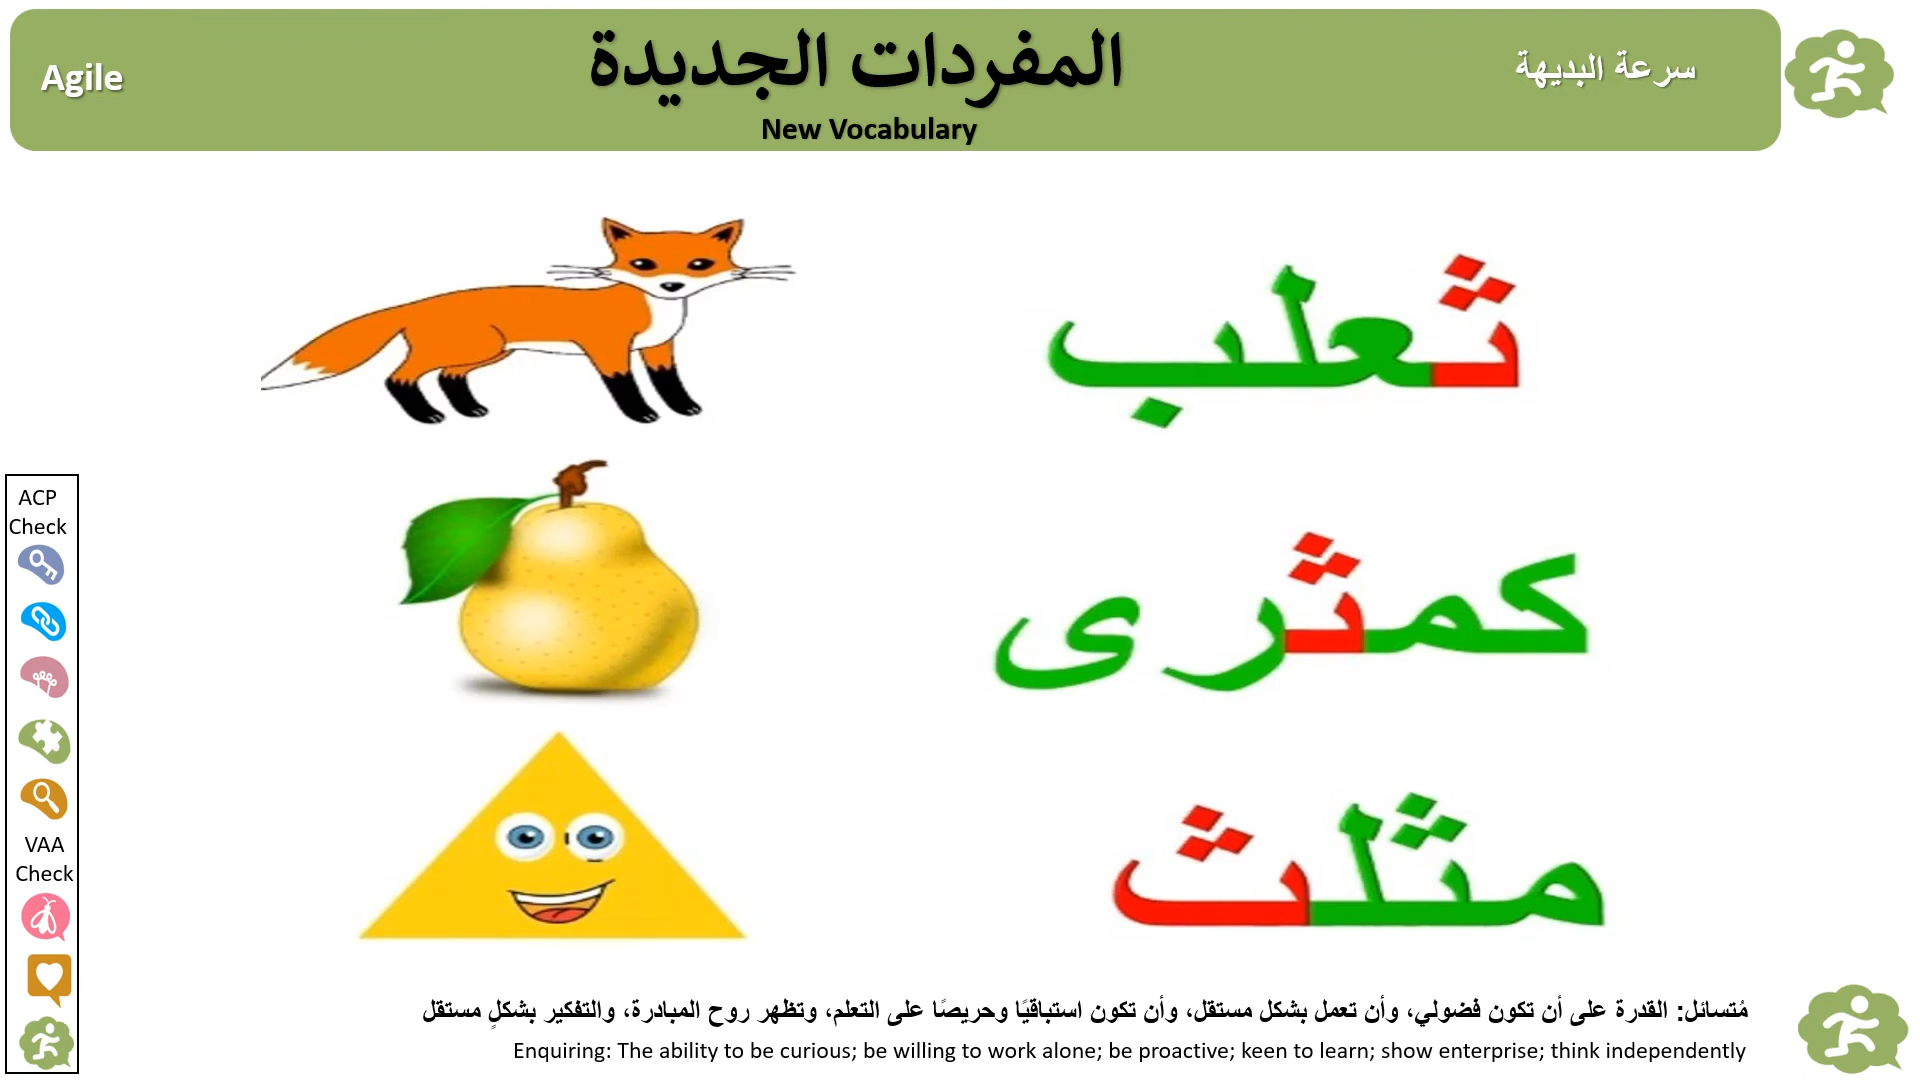 Agile
المفردات الجديدة
سرعة البديهة
New Vocabulary
ثعلب
كمثرى
مثلث
ACP
Check
VAA
Check
مُتسائل: القدرة على أن تكون فضولي، وأن تعمل بشكل مستقل، وأن تكون استباقيًا وحريصًا على التعلم، وتظهر روح المبادرة، والتفكير بشكلٍ مستقل
Enquiring: The ability to be curious; be willing to work alone; be proactive; keen to learn; show enterprise; think independently